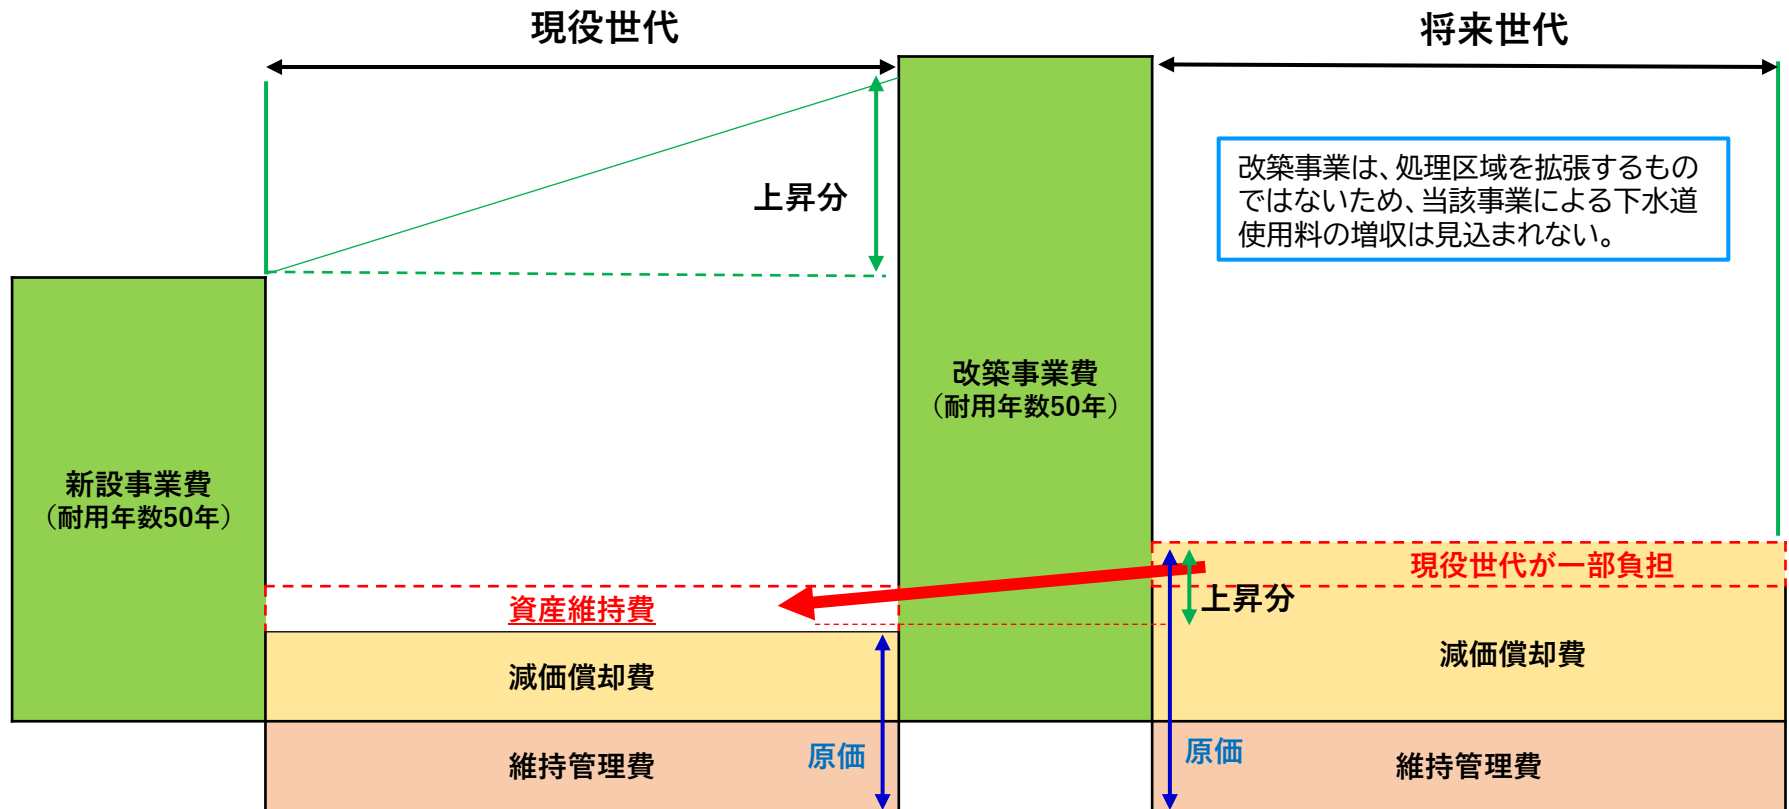 現役世代
将来世代
改築事業は、処理区域を拡張するもの
ではないため、当該事業による下水道
使用料の増収は見込まれない。
上昇分
改築事業費
（耐用年数50年）
新設事業費
（耐用年数50年）
現役世代が一部負担
資産維持費
上昇分
減価償却費
減価償却費
維持管理費
原価
原価
維持管理費